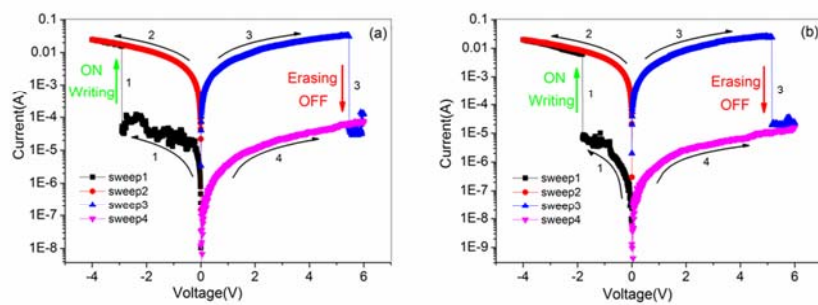 (a)
0.1
0.01
1E-3
1E-4
1E-5
1E-6
1E-7
1E-8
Current(A)
2
3
ON
Writing
1
Erasing
OFF
3
1
4
sweep1
sweep2
sweep3
sweep4
-4
-2
0
2
4
6
Voltage(V)
(b)
0.1
0.01
1E-3
1E-4
1E-5
1E-6
1E-7
1E-8
1E-9
Current(A)
2
3
ON
Writing
1
Erasing
OFF
3
1
4
sweep1
sweep2
sweep3
sweep4
-4
-2
0
2
4
6
Voltage(V)